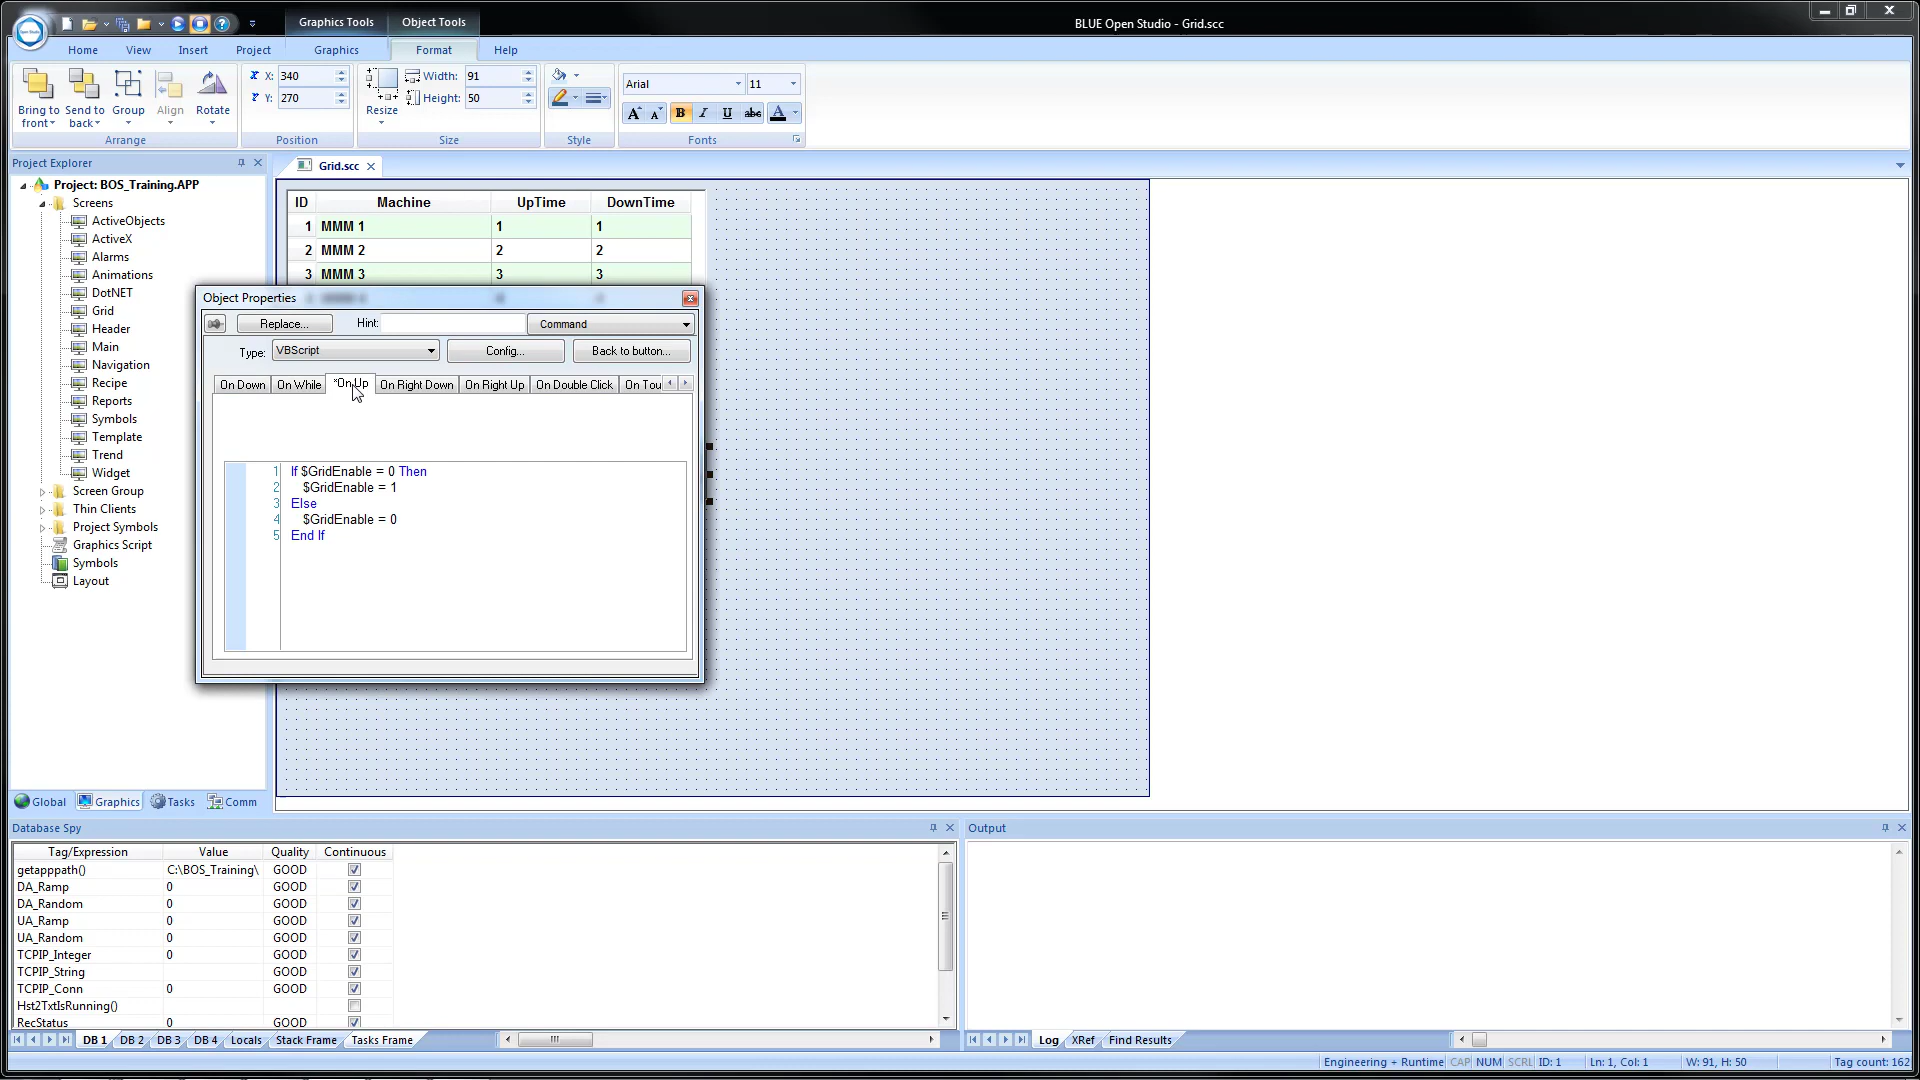 Graphics Tools
Object Tools
BLUE Open Studio - Grid.scc
Home
View
Insert
Project
Graphics
Format
Help
Bring to front
Send to back
Group
Align
Rotate
Arrange
X: 340
Y: 270
Position
Resize
Width: 91
Height: 50
Size
Style
Arial
11
Fonts
Project Explorer
Project: BOS_Training.APP
Screens
ActiveObjects
ActiveX
Alarms
Animations
DotNET
Grid
Header
Main
Navigation
Recipe
Reports
Symbols
Template
Trend
Widget
Screen Group
Thin Clients
Project Symbols
Graphics Script
Symbols
Layout
Global
Graphics
Tasks
Comm
Grid.scc
ID Machine UpTime DownTime
1 MMM 1 1 1
2 MMM 2 2 2
3 MMM 3 3 3
Object Properties
Replace...
Hint:
Command
Type:
VBScript
Config...
Back to button...
On Down
On While
*On Up
On Right Down
On Right Up
On Double Click
On Tou
1 If $GridEnable = 0 Then
2 $GridEnable = 1
3 Else
4 $GridEnable = 0
5 End If
Database Spy
Tag/Expression Value Quality Continuous
getapppath() C:\BOS_Training\ GOOD
DA_Ramp 0 GOOD
DA_Random 0 GOOD
UA_Ramp 0 GOOD
UA_Random 0 GOOD
TCPIP_Integer 0 GOOD
TCPIP_String GOOD
TCPIP_Conn 0 GOOD
Hst2TxtIsRunning()
RecStatus 0 GOOD
DB 1
DB 2
DB 3
DB 4
Locals
Stack Frame
Tasks Frame
Output
Log
XRef
Find Results
Engineering + Runtime CAP NUM SCRL ID: 1 Ln: 1, Col: 1 W: 91, H: 50 Tag count: 162